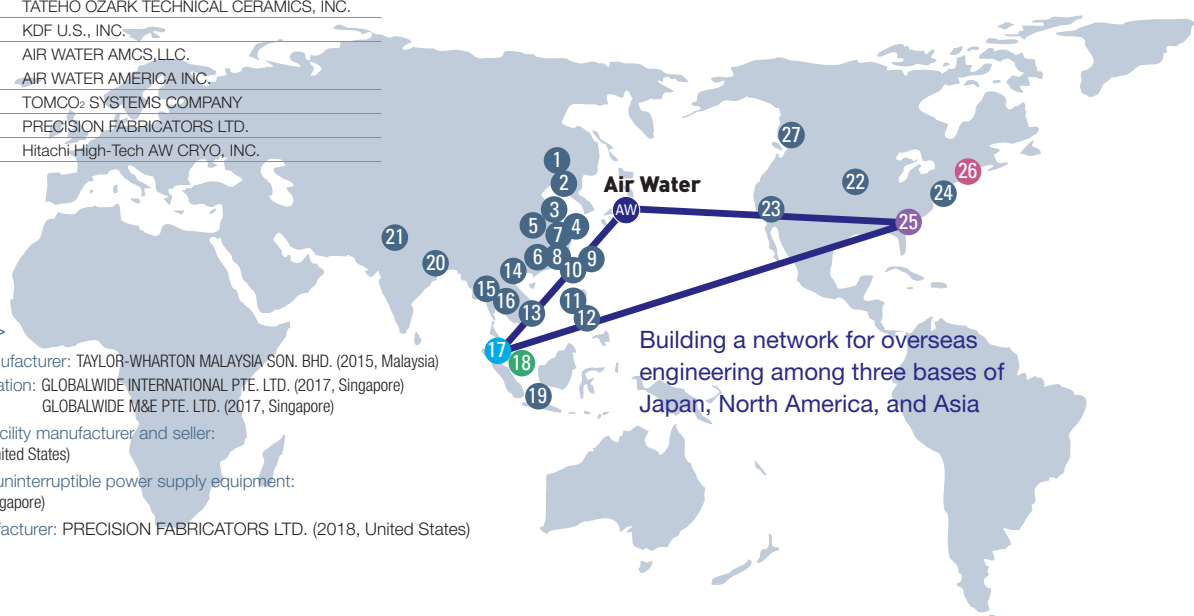 TATEHO OZARK TECHNICAL CERAMICS, INC.
KDF U.S., INC.
AIR WATER AMCS,LLC.
AIR WATER AMERICA INC.
TOMCO₂ SYSTEMS COMPANY
PRECISION FABRICATORS LTD.
Hitachi High-Tech AW CRYO, INC.
27
1
26
2
22
Air Water
24
AW
3
23
25
5
4
7
21
6
8
9
20
10
14
15
16
11
13
12
>
17
18
19
Building a network for overseas
engineering among three bases of
Japan, North America, and Asia
ufacturer: TAYLOR-WHARTON MALAYSIA SON. BHD. (2015, Malaysia)
ation: GLOBALWIDE INTERNATIONAL PTE. LTD. (2017, Singapore)
GLOBALWIDE M&E PTE. LTD. (2017, Singapore)
cility manufacturer and seller:
ited States)
uninterruptible power supply equipment:
gapore)
facturer: PRECISION FABRICATORS LTD. (2018, United States)